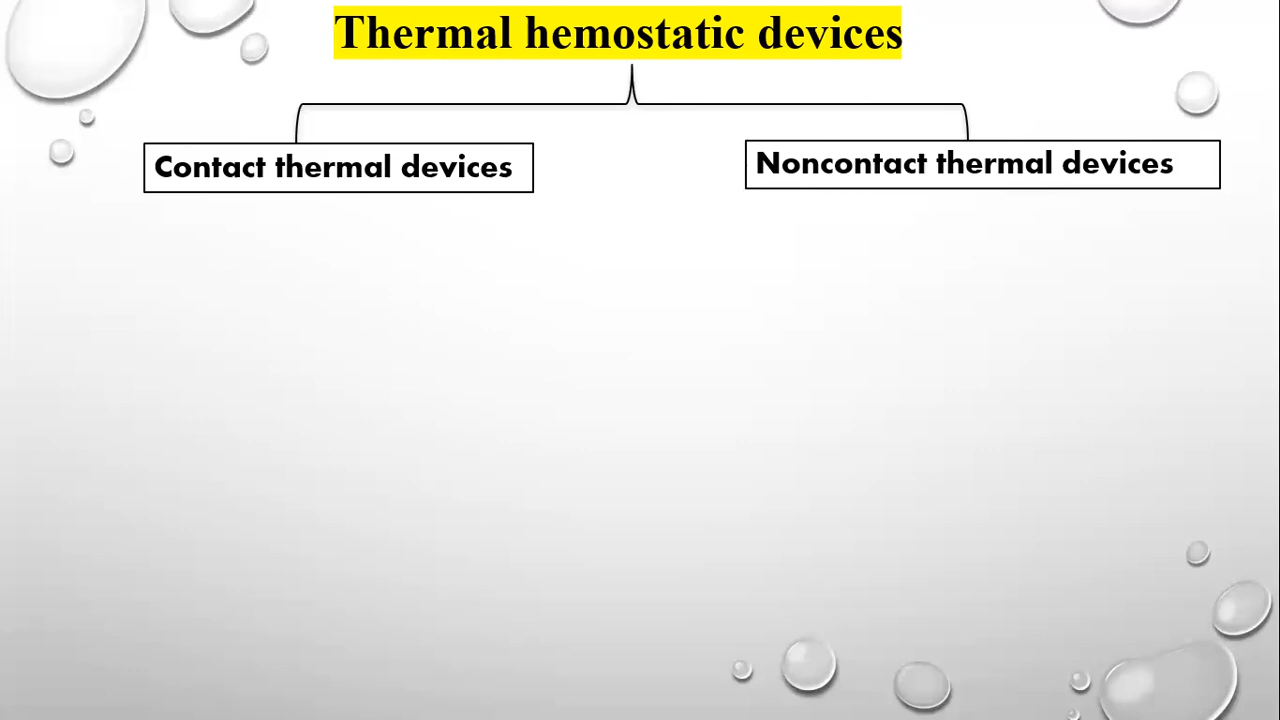 Thermal hemostatic devices
Contact thermal devices
Noncontact thermal devices